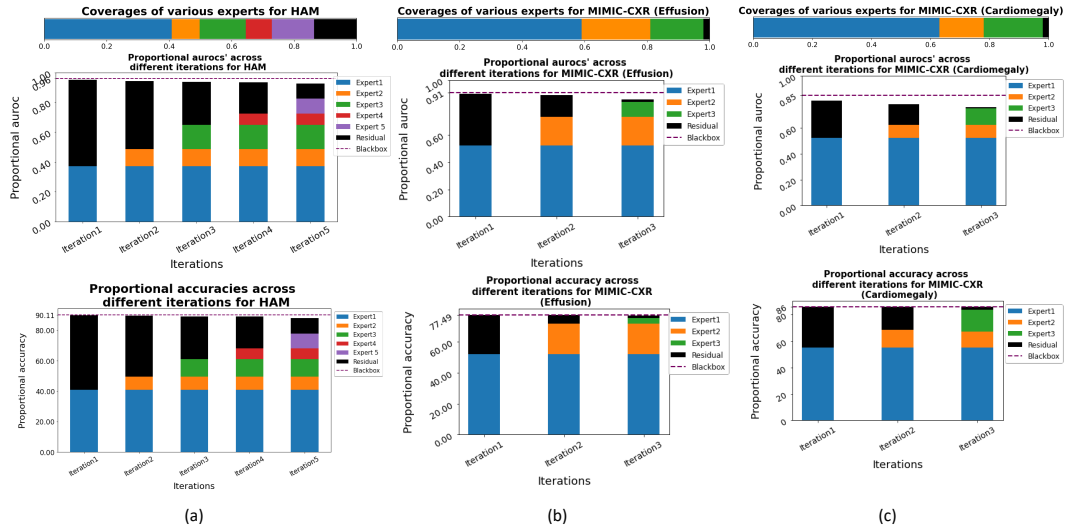 Coverages of various experts for HAM
0.0 0.2 0.4 0.6 0.8 1.0
Proportional aurocs' across
different iterations for HAM
Proportional auroc
1.00
0.96
0.80
0.60
0.40
0.20
0.00
Iteration1 Iteration2 Iteration3 Iteration4 Iteration5
Iterations
Expert1
Expert2
Expert3
Expert4
Expert 5
Residual
Blackbox
Proportional accuracies across
different iterations for HAM
Proportional accuracy
90.11
80.00
60.00
40.00
20.00
0.00
Iteration1 Iteration2 Iteration3 Iteration4 Iteration5
Iterations
Expert1
Expert2
Expert3
Expert4
Expert 5
Residual
Blackbox
(a)
Coverages of various experts for MIMIC-CXR (Effusion)
0.0 0.2 0.4 0.6 0.8 1.0
Proportional aurocs' across
different iterations for MIMIC-CXR (Effusion)
Proportional auroc
1.00
0.91
0.80
0.60
0.40
0.20
0.00
Iteration1 Iteration2 Iteration3
Iterations
Expert1
Expert2
Expert3
Residual
Blackbox
Proportional accuracy across
different iterations for MIMIC-CXR
(Effusion)
Proportional accuracy
77.49
60.00
40.00
20.00
0.00
Iteration1 Iteration2 Iteration3
Iterations
Expert1
Expert2
Expert3
Residual
Blackbox
(b)
Coverages of various experts for MIMIC-CXR (Cardiomegaly)
0.0 0.2 0.4 0.6 0.8 1.0
Proportional aurocs' across
different iterations for MIMIC-CXR (Cardiomegaly)
Proportional auroc
1.00
0.85
0.60
0.40
0.20
0.00
Iteration1 Iteration2 Iteration3
Iterations
Expert1
Expert2
Expert3
Residual
Blackbox
Proportional accuracy across
different iterations for MIMIC-CXR
(Cardiomegaly)
Proportional accuracy
86
80
60
40
20
0
Iteration1 Iteration2 Iteration3
Iterations
Expert1
Expert2
Expert3
Residual
Blackbox
(c)